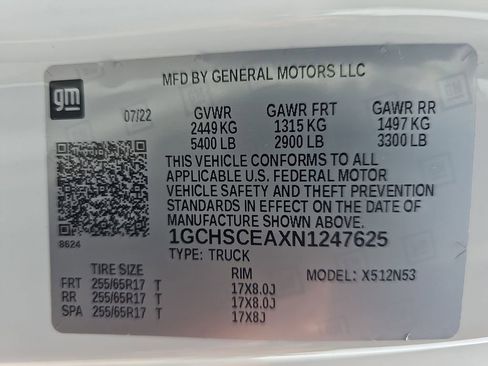 gm
MFD BY GENERAL MOTORS LLC
07/22 GVWR GAWR FRT GAWR RR
2449 KG 1315 KG 1497 KG
5400 LB 2900 LB 3300 LB
THIS VEHICLE CONFORMS TO ALL
APPLICABLE U.S. FEDERAL MOTOR
VEHICLE SAFETY AND THEFT PREVENTION
STANDARDS IN EFFECT ON THE DATE OF
MANUFACTURE SHOWN ABOVE.
8624
1GCHSCEAXN1247625
TYPE: TRUCK
TIRE SIZE RIM MODEL: X512N53
FRT 255/65R17 T 17X8.0J
RR 255/65R17 T 17X8.0J
SPA 255/65R17 T 17X8J